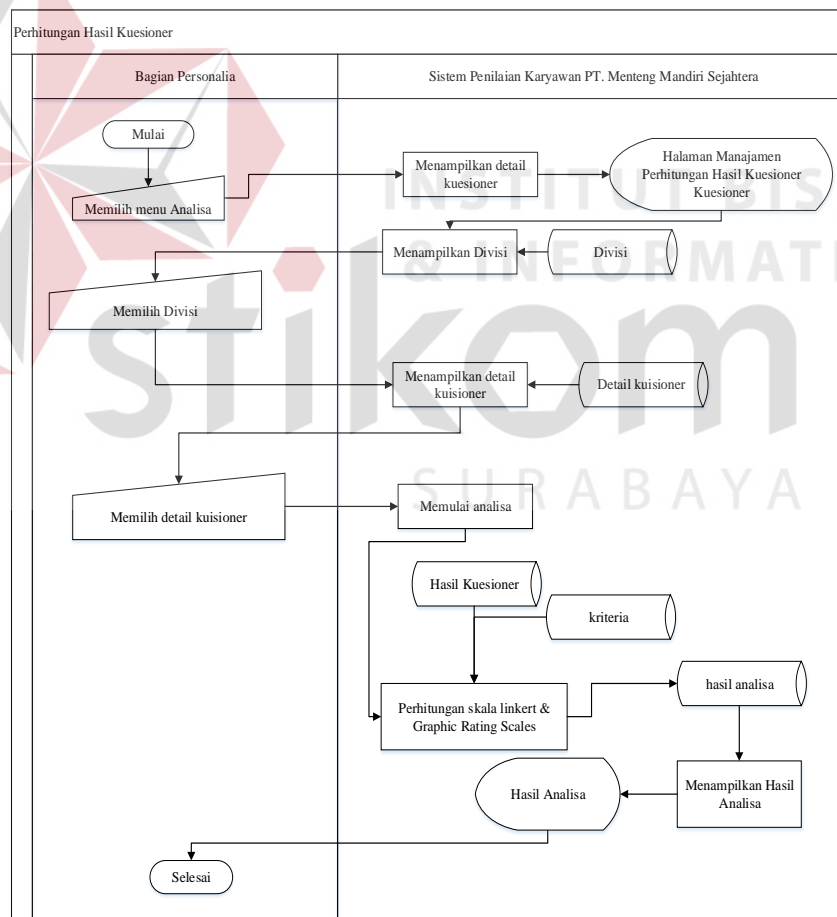 Perhitungan Hasil Kuesioner
Bagian Personalia
Sistem Penilaian Karyawan PT. Menteng Mandiri Sejahtera
Mulai
Memilih menu Analisa
Menampilkan detail
kuesioner
Halaman Manajemen
Perhitungan Hasil Kuesioner
Kuesioner
INSTITUT BIS
& INFORMATI
Menampilkan Divisi
Divisi
Memilih Divisi
stikom
Menampilkan detail
kuisioner
Detail kuisioner
SURABAYA
Memilih detail kuisioner
Memulai analisa
Hasil Kuesioner
kriteria
Perhitungan skala linkert &
Graphic Rating Scales
hasil analisa
Menampilkan Hasil
Analisa
Hasil Analisa
Selesai